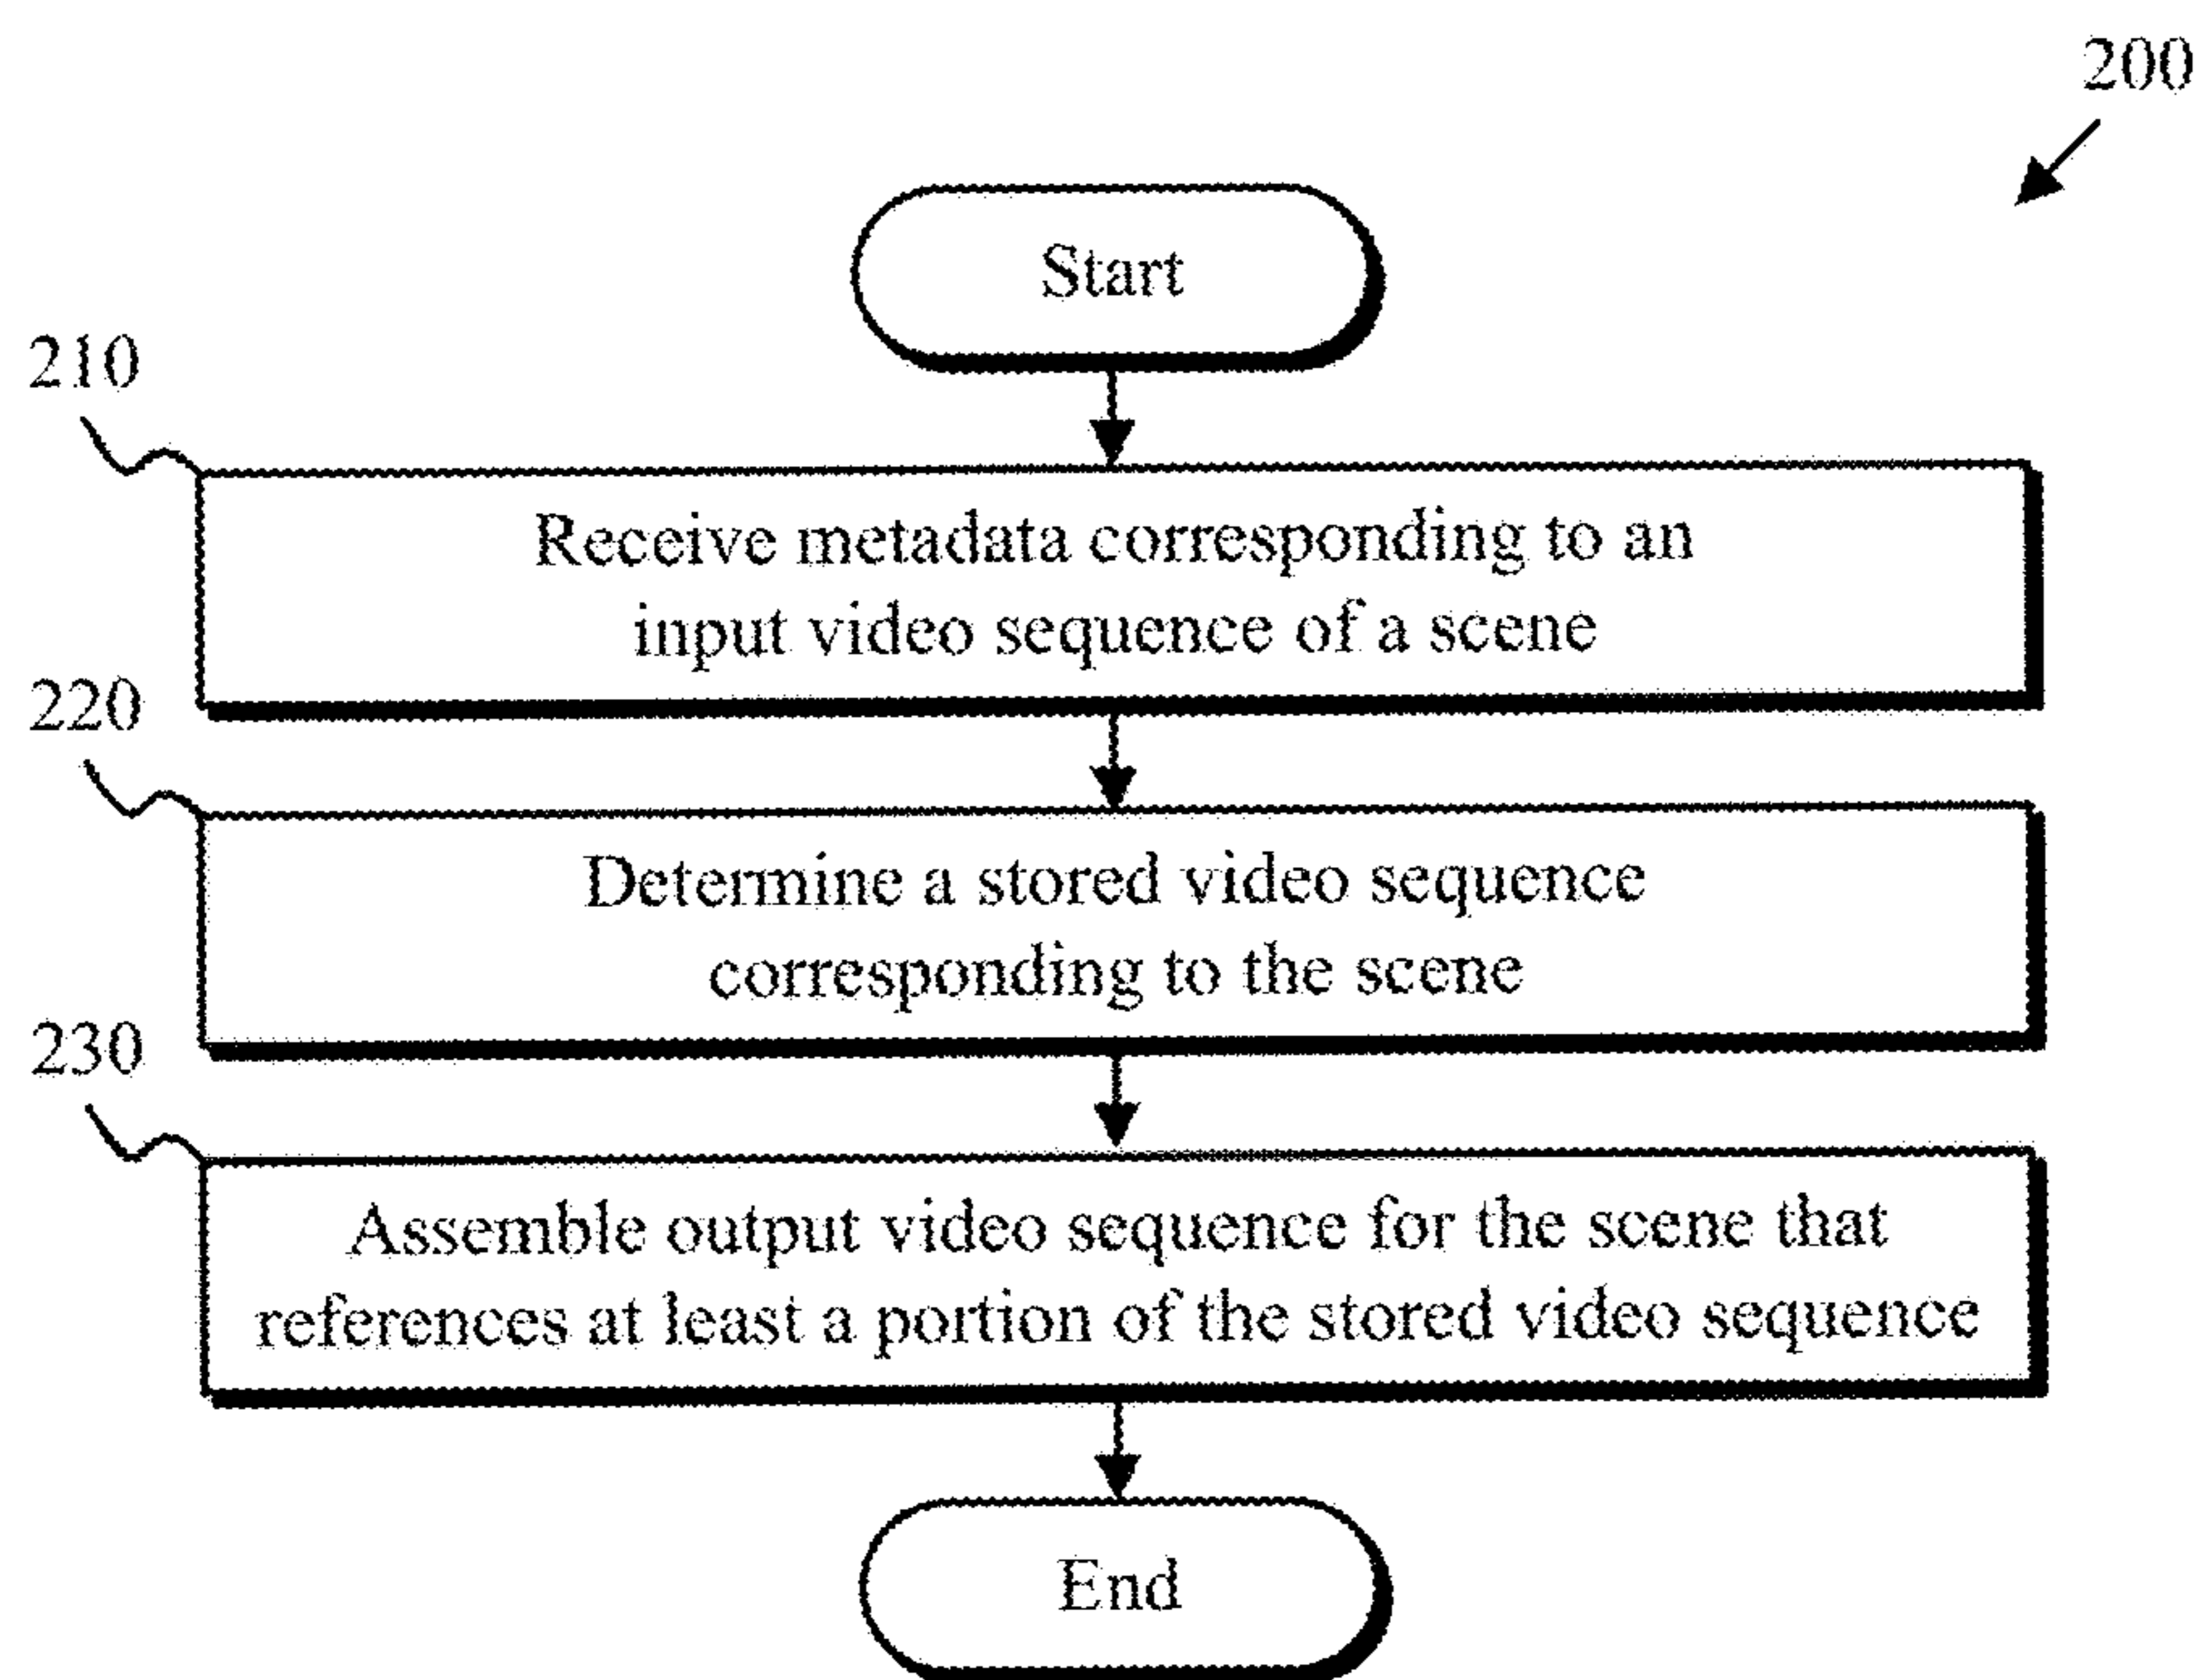 200
Start
210
Receive metadata corresponding to an
input video sequence of a scene
220
Determine a stored video sequence
corresponding to the scene
230
Assemble output video sequence for the scene that
references at least a portion of the stored video sequence
End